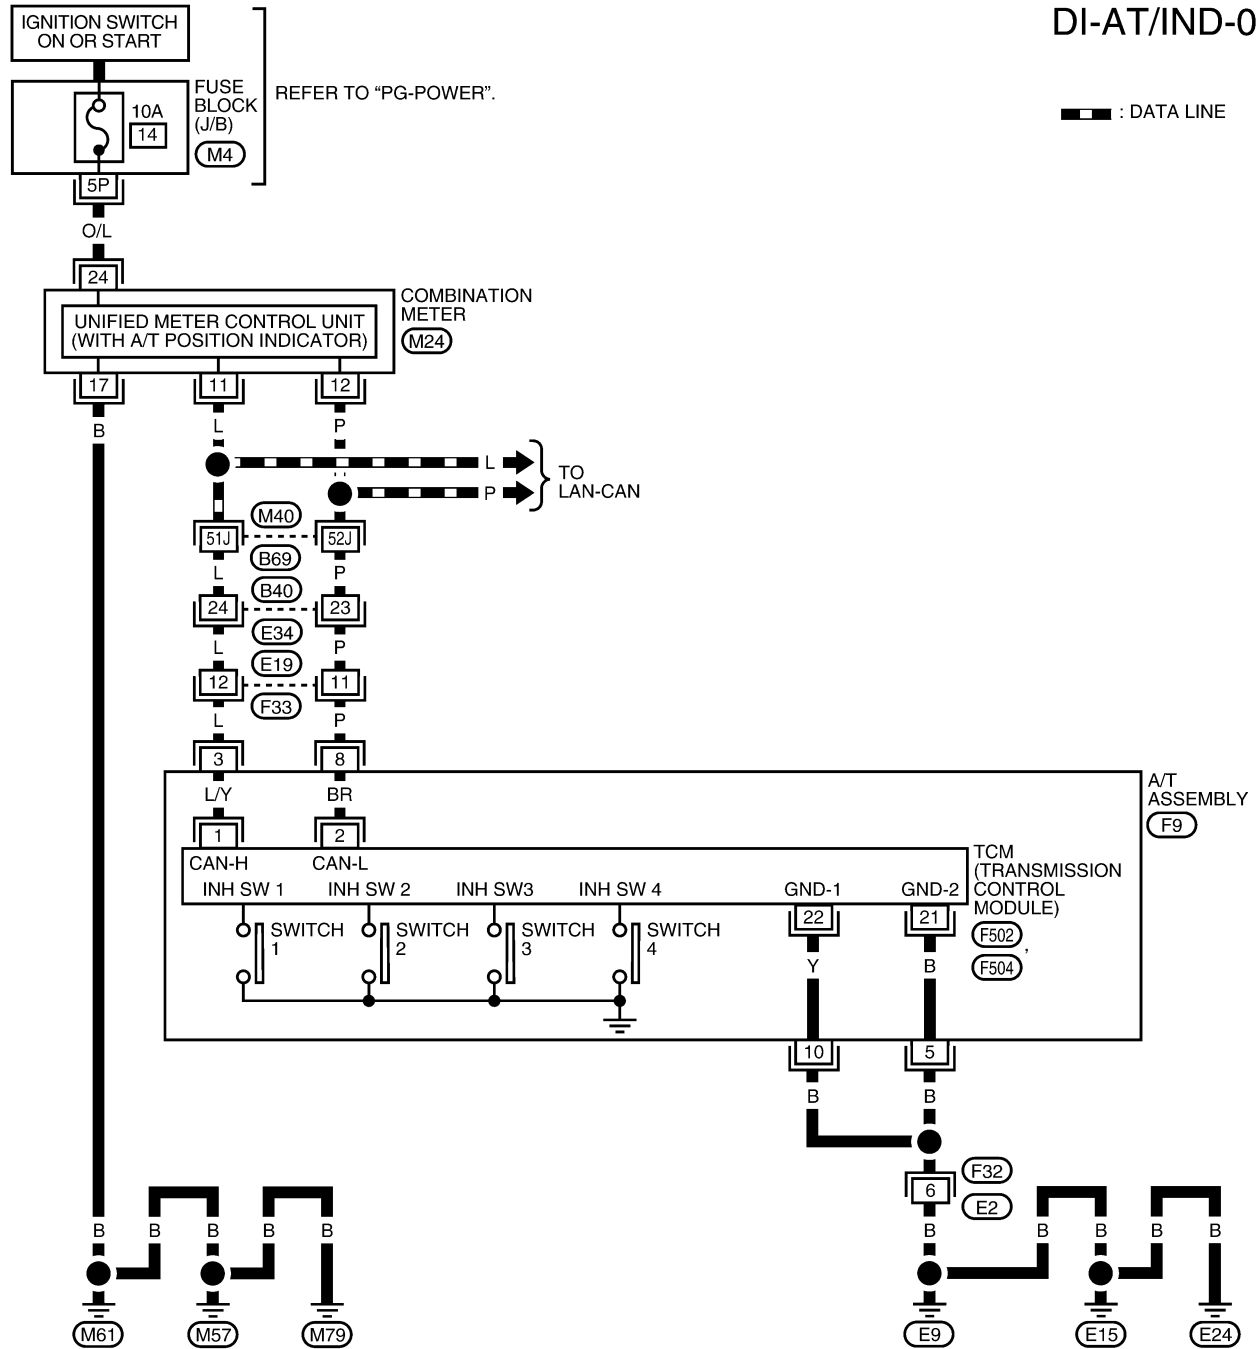 DI-AT/IND-0
IGNITION SWITCH
ON OR START
FUSE
BLOCK
(J/B)
M4
10A
14
REFER TO “PG-POWER”.
: DATA LINE
5P
O/L
24
COMBINATION
METER
M24
UNIFIED METER CONTROL UNIT
(WITH A/T POSITION INDICATOR)
17
11
12
B
L
P
L
P
TO
LAN-CAN
M40
51J
52J
B69
L
P
B40
24
23
E34
L
P
E19
12
11
F33
L
P
3
8
A/T
ASSEMBLY
F9
L/Y
BR
1
2
CAN-H
CAN-L
TCM
(TRANSMISSION
CONTROL
MODULE)
F502
,
F504
INH SW 1
INH SW 2
INH SW3
INH SW 4
GND-1
GND-2
SWITCH
1
SWITCH
2
SWITCH
3
SWITCH
4
22
21
Y
B
10
5
B
B
F32
6
E2
B
B
B
B
B
B
B
B
B
B
M61
M57
M79
E9
E15
E24